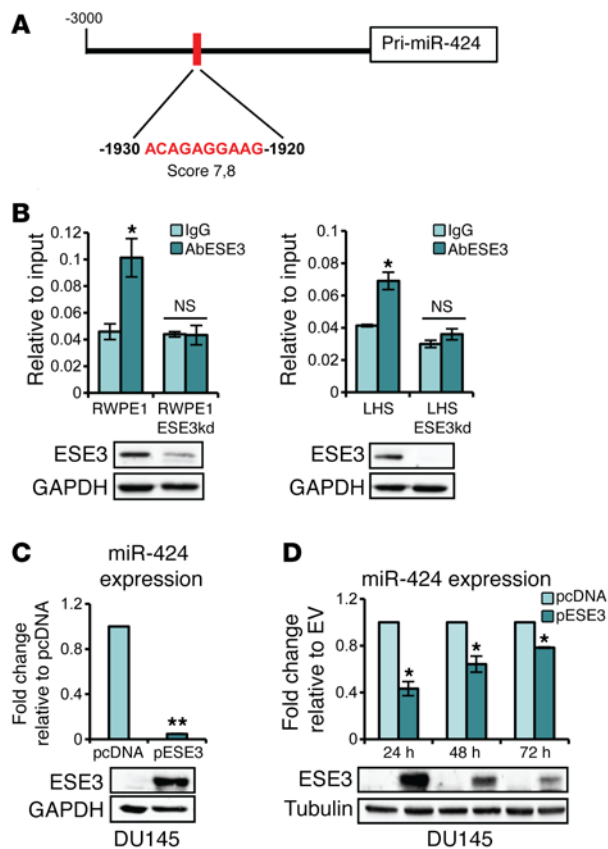 A
-3000
Pri-miR-424
-1930 ACAGAGGAAG-1920
Score 7,8
B
Relative to input
0.12
0.1
0.08
0.06
0.04
0.02
0
IgG
AbESE3
*
NS
RWPE1
RWPE1 ESE3kd
ESE3
GAPDH
Relative to input
0.1
0.08
0.06
0.04
0.02
0
IgG
AbESE3
*
NS
LHS
LHS ESE3kd
ESE3
GAPDH
C
miR-424
expression
Fold change
relative to pcDNA
1.2
0.8
0.4
0
**
pcDNA pESE3
ESE3
GAPDH
DU145
D
miR-424 expression
pcDNA
pESE3
Fold change
relative to EV
1.2
0.8
0.4
0
* * *
24 h 48 h 72 h
ESE3
Tubulin
DU145